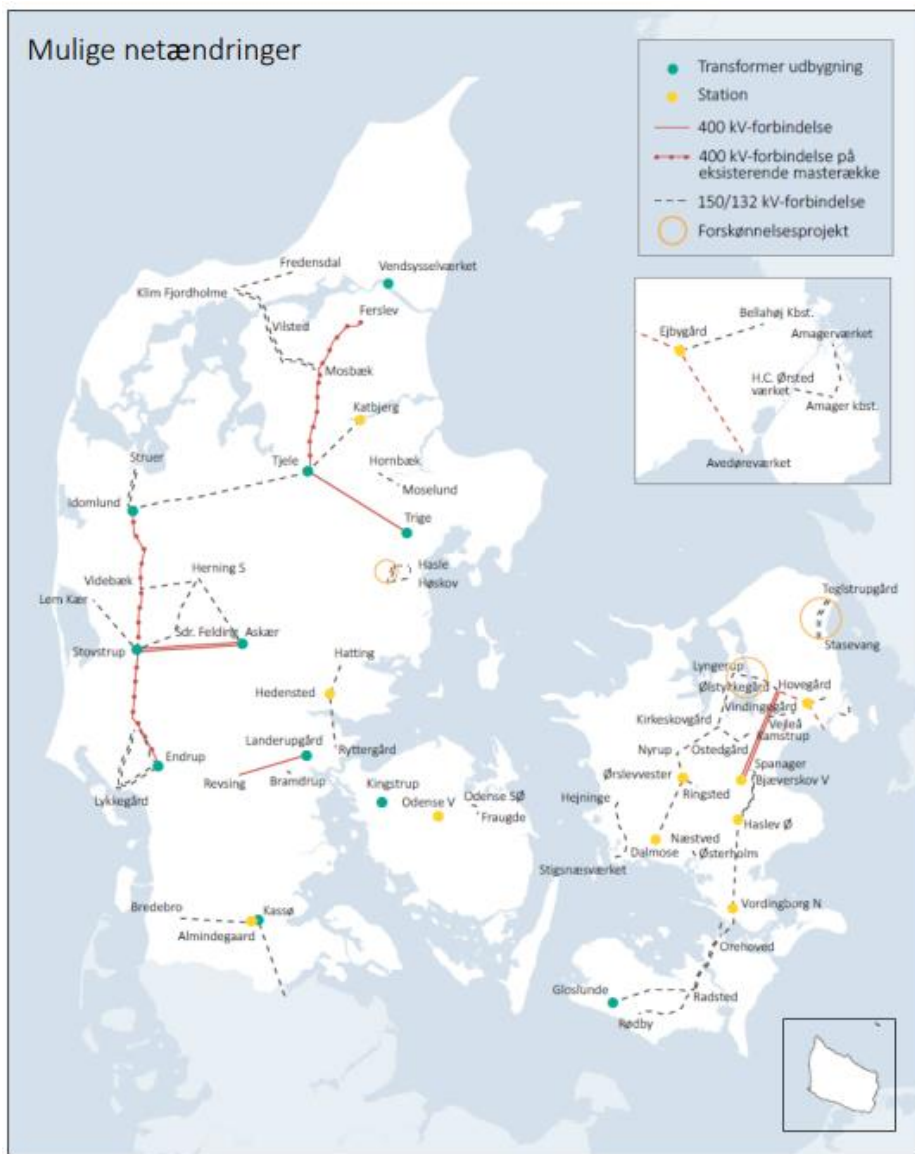 Mulige netændringer
Transformer udbygning
Station
400 kV-forbindelse
400 kV-forbindelse på
eksisterende masterække
150/132 kV-forbindelse
Forskønnelsesprojekt
Fredensdal
Vendsysselværket
Klim Fjordholme
Ferslev
Vilsted
Mosbæk
Katbjerg
Struer
Tjele
Hornbæk
Moselund
Idomlund
Trige
Hasle
Høskov
Videbæk
Herning S
Lem Kær
Sdr. Felding
Askær
Stovstrup
Hatting
Hedensted
Landerupgård
Ryttergård
Endrup
Revsing
Bramdrup
Lykkegård
Kingstrup
Odense V
Odense SØ
Fraugde
Bredebro
Kassø
Almindegaard
Bellahøj Kbst.
Ejbygård
Amagerværket
H.C. Ørsted
værket
Amager kbst.
Avedøreværket
Teglstrupgård
Stasevang
Lyngerup
Ølstykkegård
Hovegård
Vindingegård
Vejleå
Kamstrup
Kirkeskovgård
Nyrup
Ostedgård
Spanager
Bjæverskov V
Ørslevvester
Ringsted
Hejninge
Haslev Ø
Næstved
Dalmose
Østerholm
Stigsnæsværket
Vordingborg N
Orehoved
Gloslunde
Radsted
Rødby